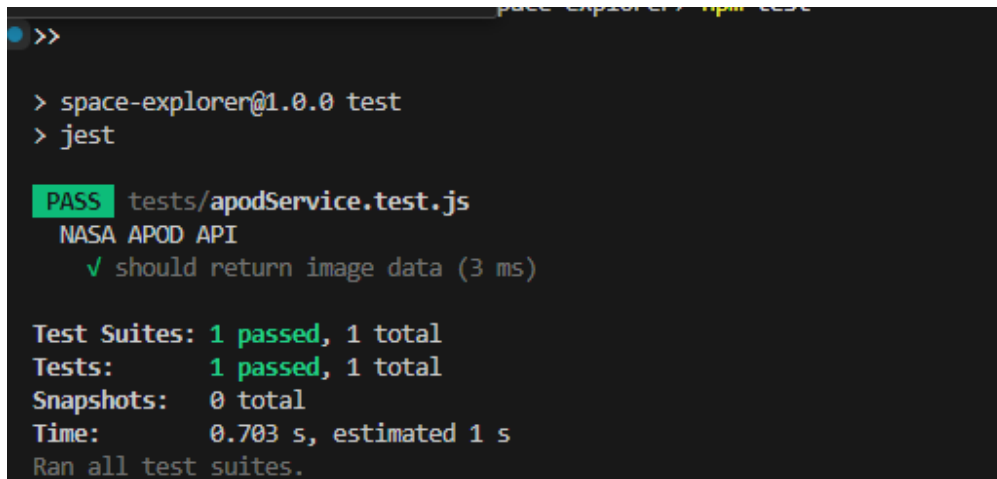 >>
> space-explorer@1.0.0 test
> jest
PASS tests/apodService.test.js
NASA APOD API
√ should return image data (3 ms)
Test Suites: 1 passed, 1 total
Tests: 1 passed, 1 total
Snapshots: 0 total
Time: 0.703 s, estimated 1 s
Ran all test suites.